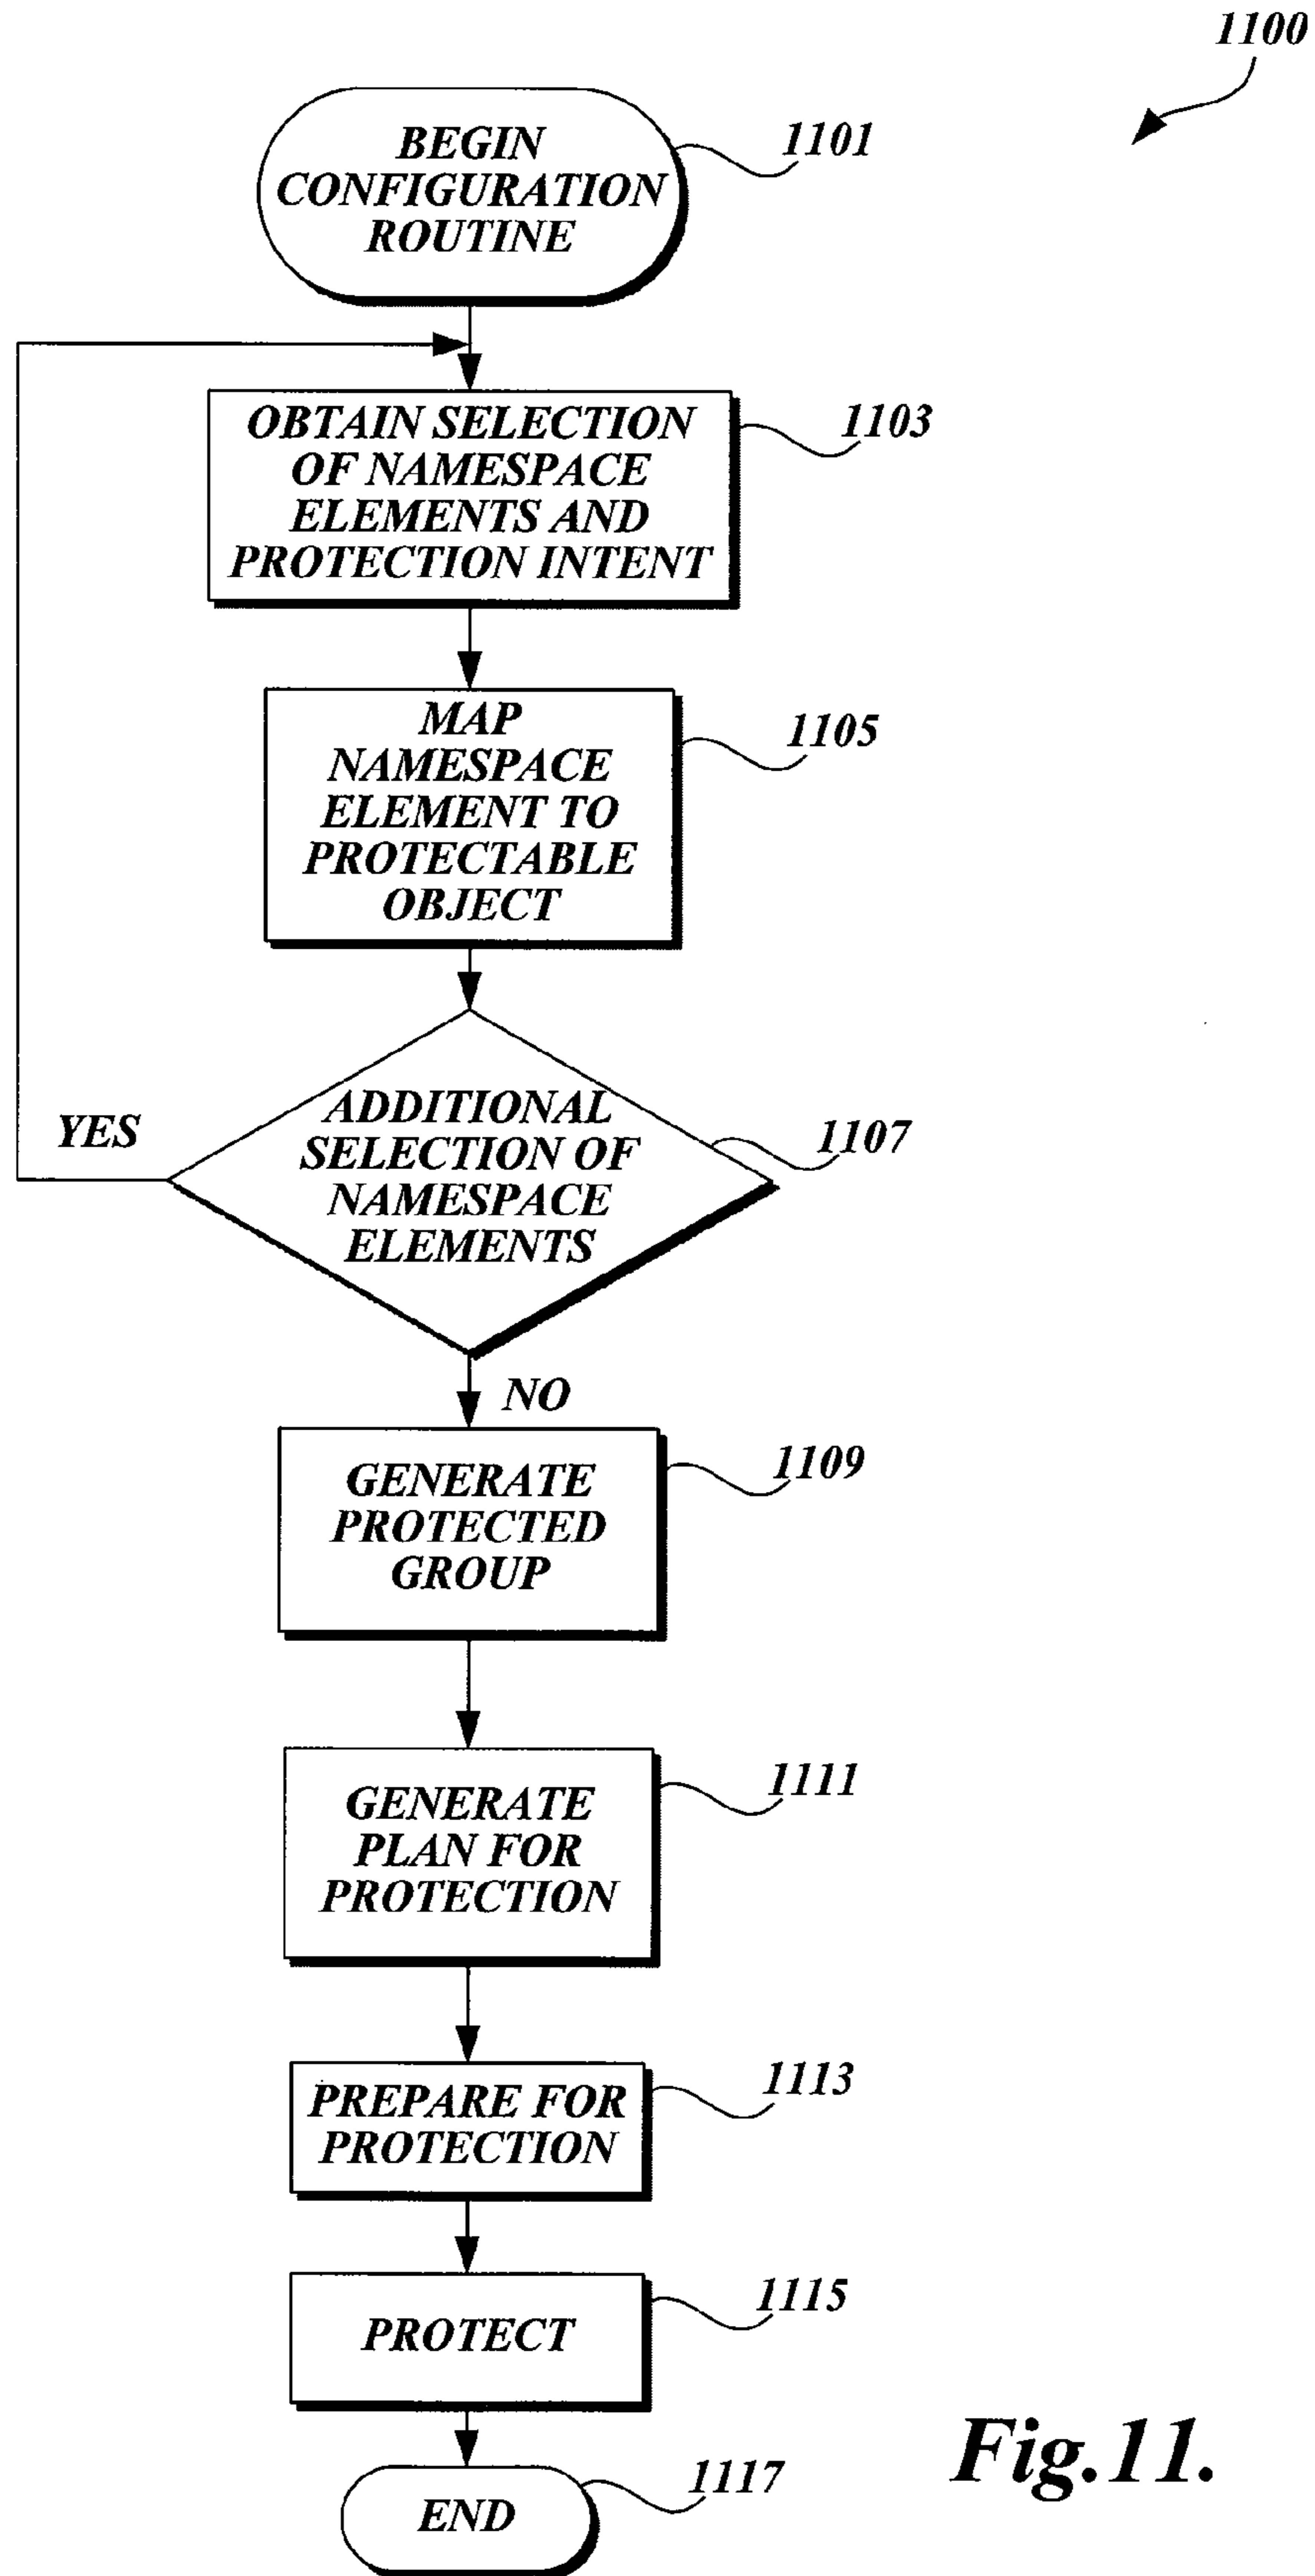 1100
BEGIN
CONFIGURATION
ROUTINE
1101
OBTAIN SELECTION
OF NAMESPACE
ELEMENTS AND
PROTECTION INTENT
1103
MAP
NAMESPACE
ELEMENT TO
PROTECTABLE
OBJECT
1105
ADDITIONAL
SELECTION OF
NAMESPACE
ELEMENTS
1107
YES
NO
GENERATE
PROTECTED
GROUP
1109
GENERATE
PLAN FOR
PROTECTION
1111
PREPARE FOR
PROTECTION
1113
PROTECT
1115
END
1117
Fig.11.